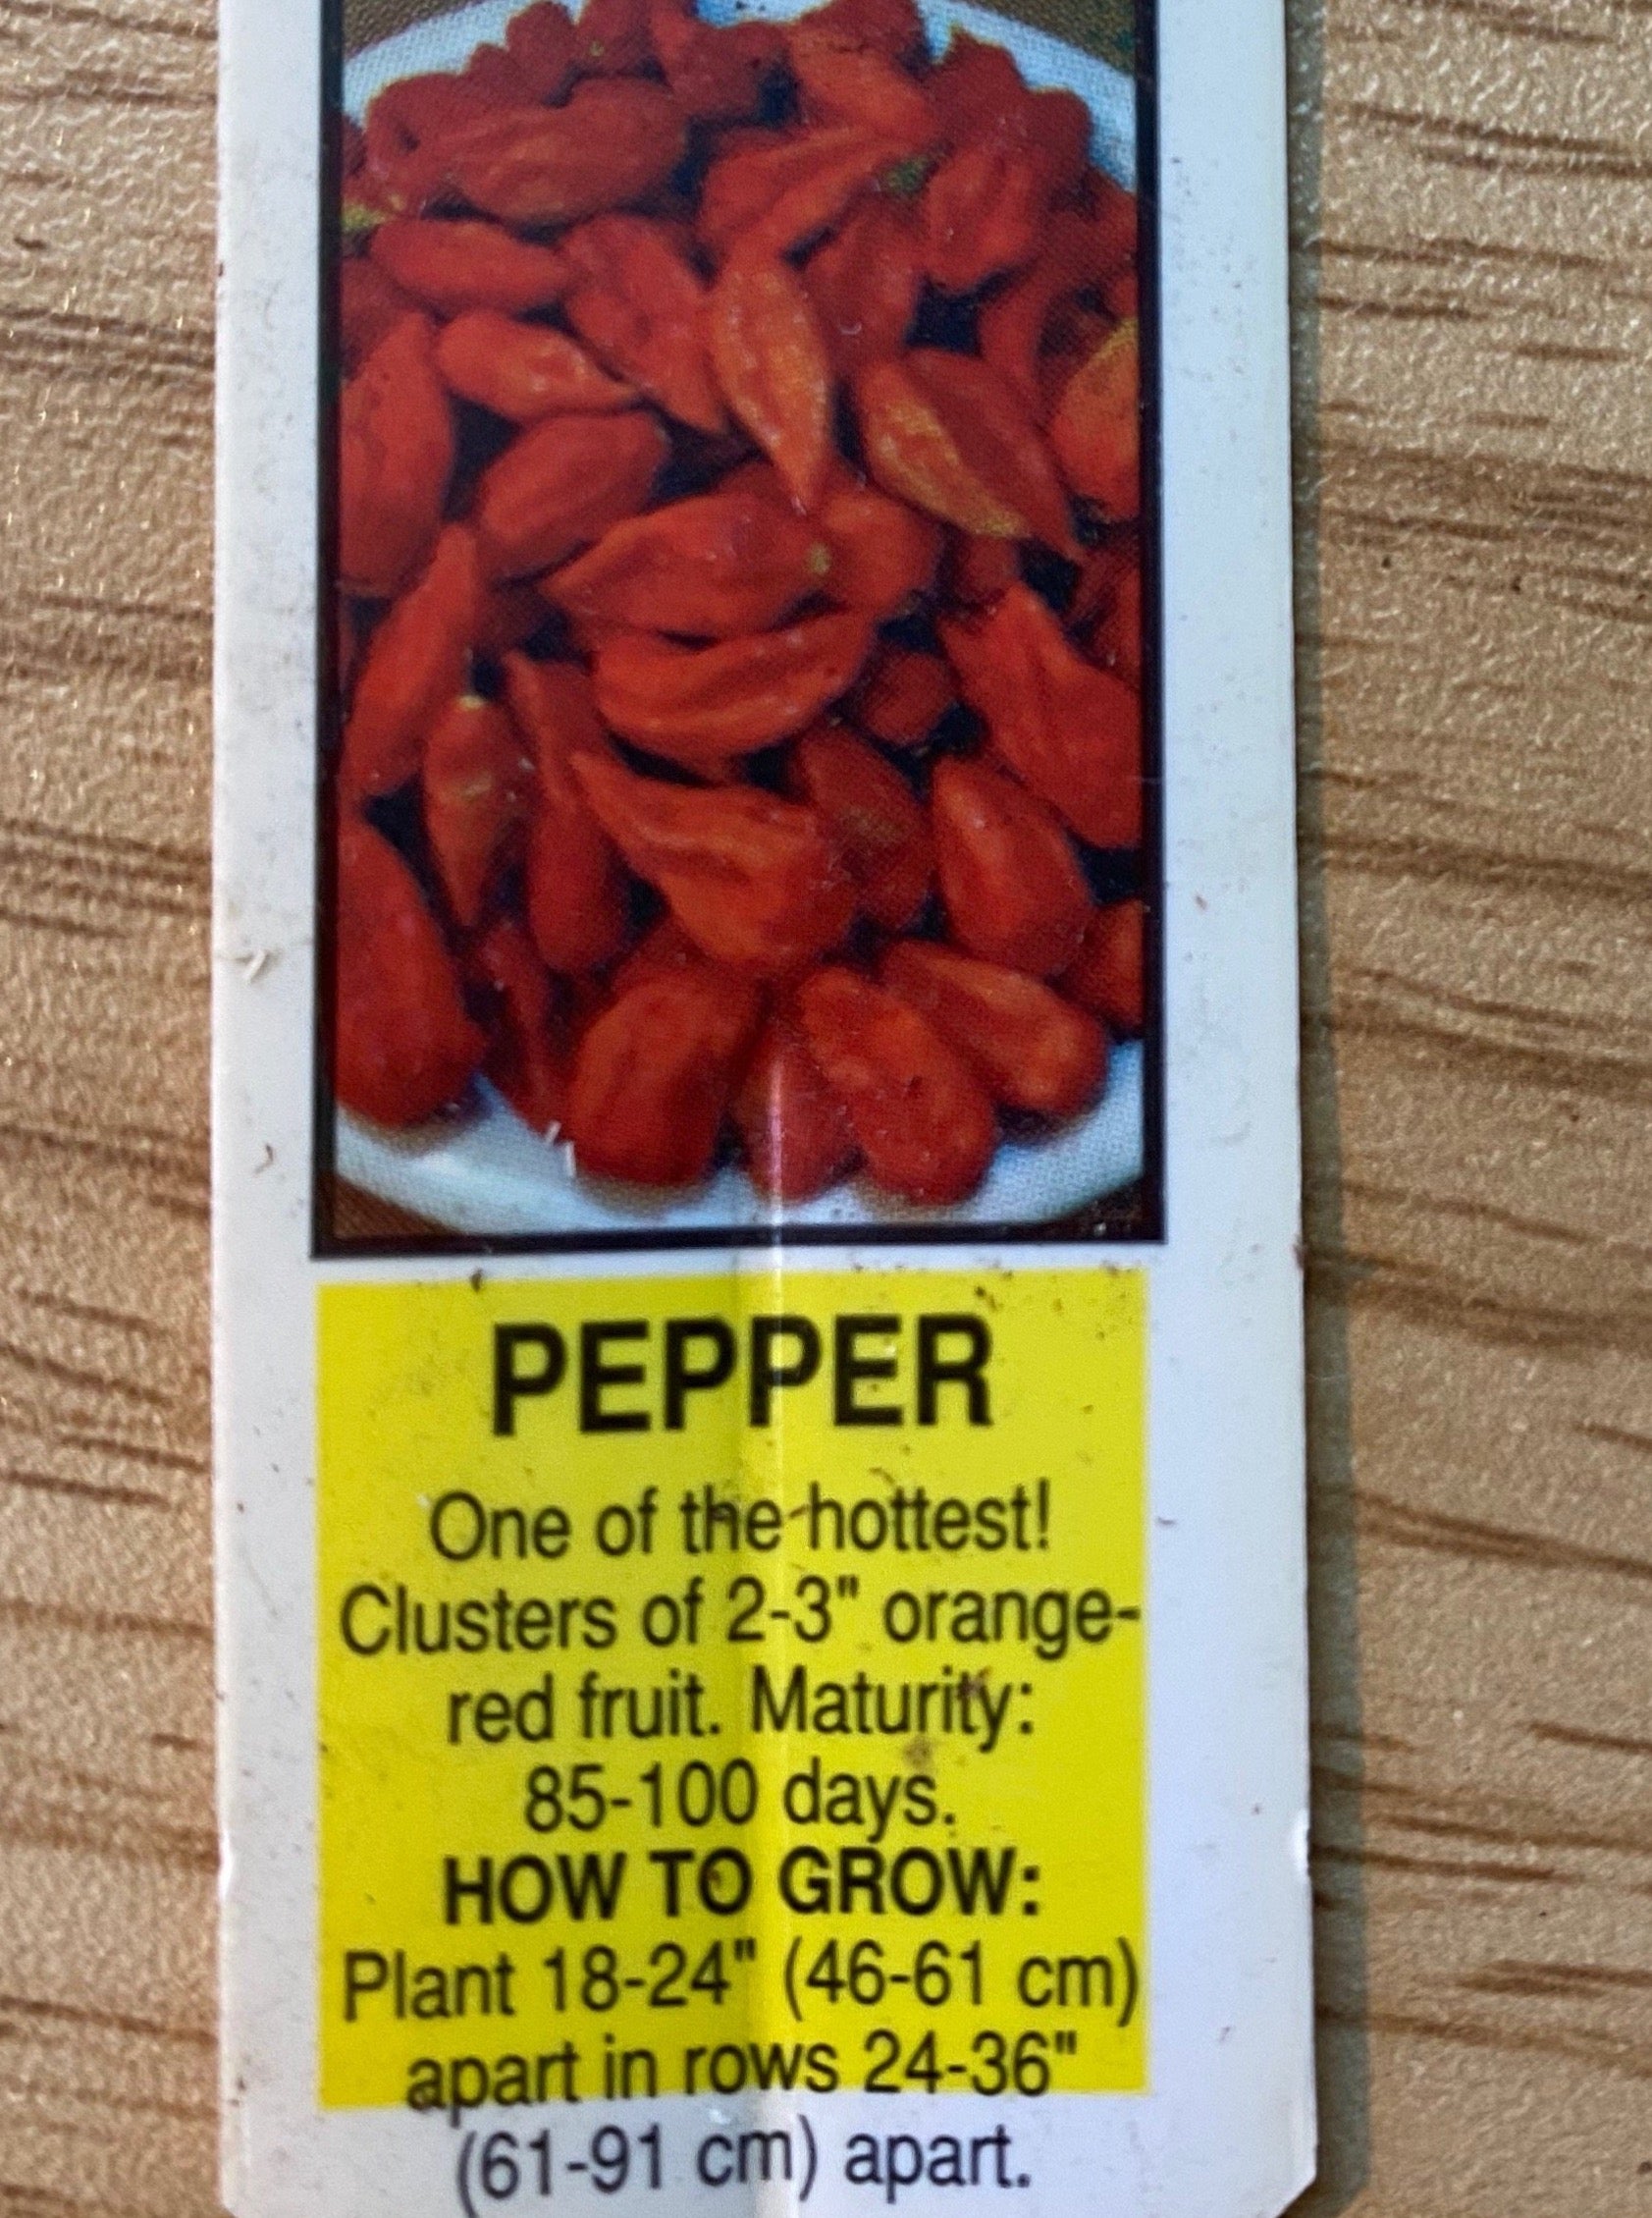 PEPPER
One of the hottest!
Clusters of 2-3" orange-
red fruit. Maturity:
85-100 days.
HOW TO GROW:
Plant 18-24" (46-61 cm)
apart in rows 24-36"
(61-91 cm) apart.